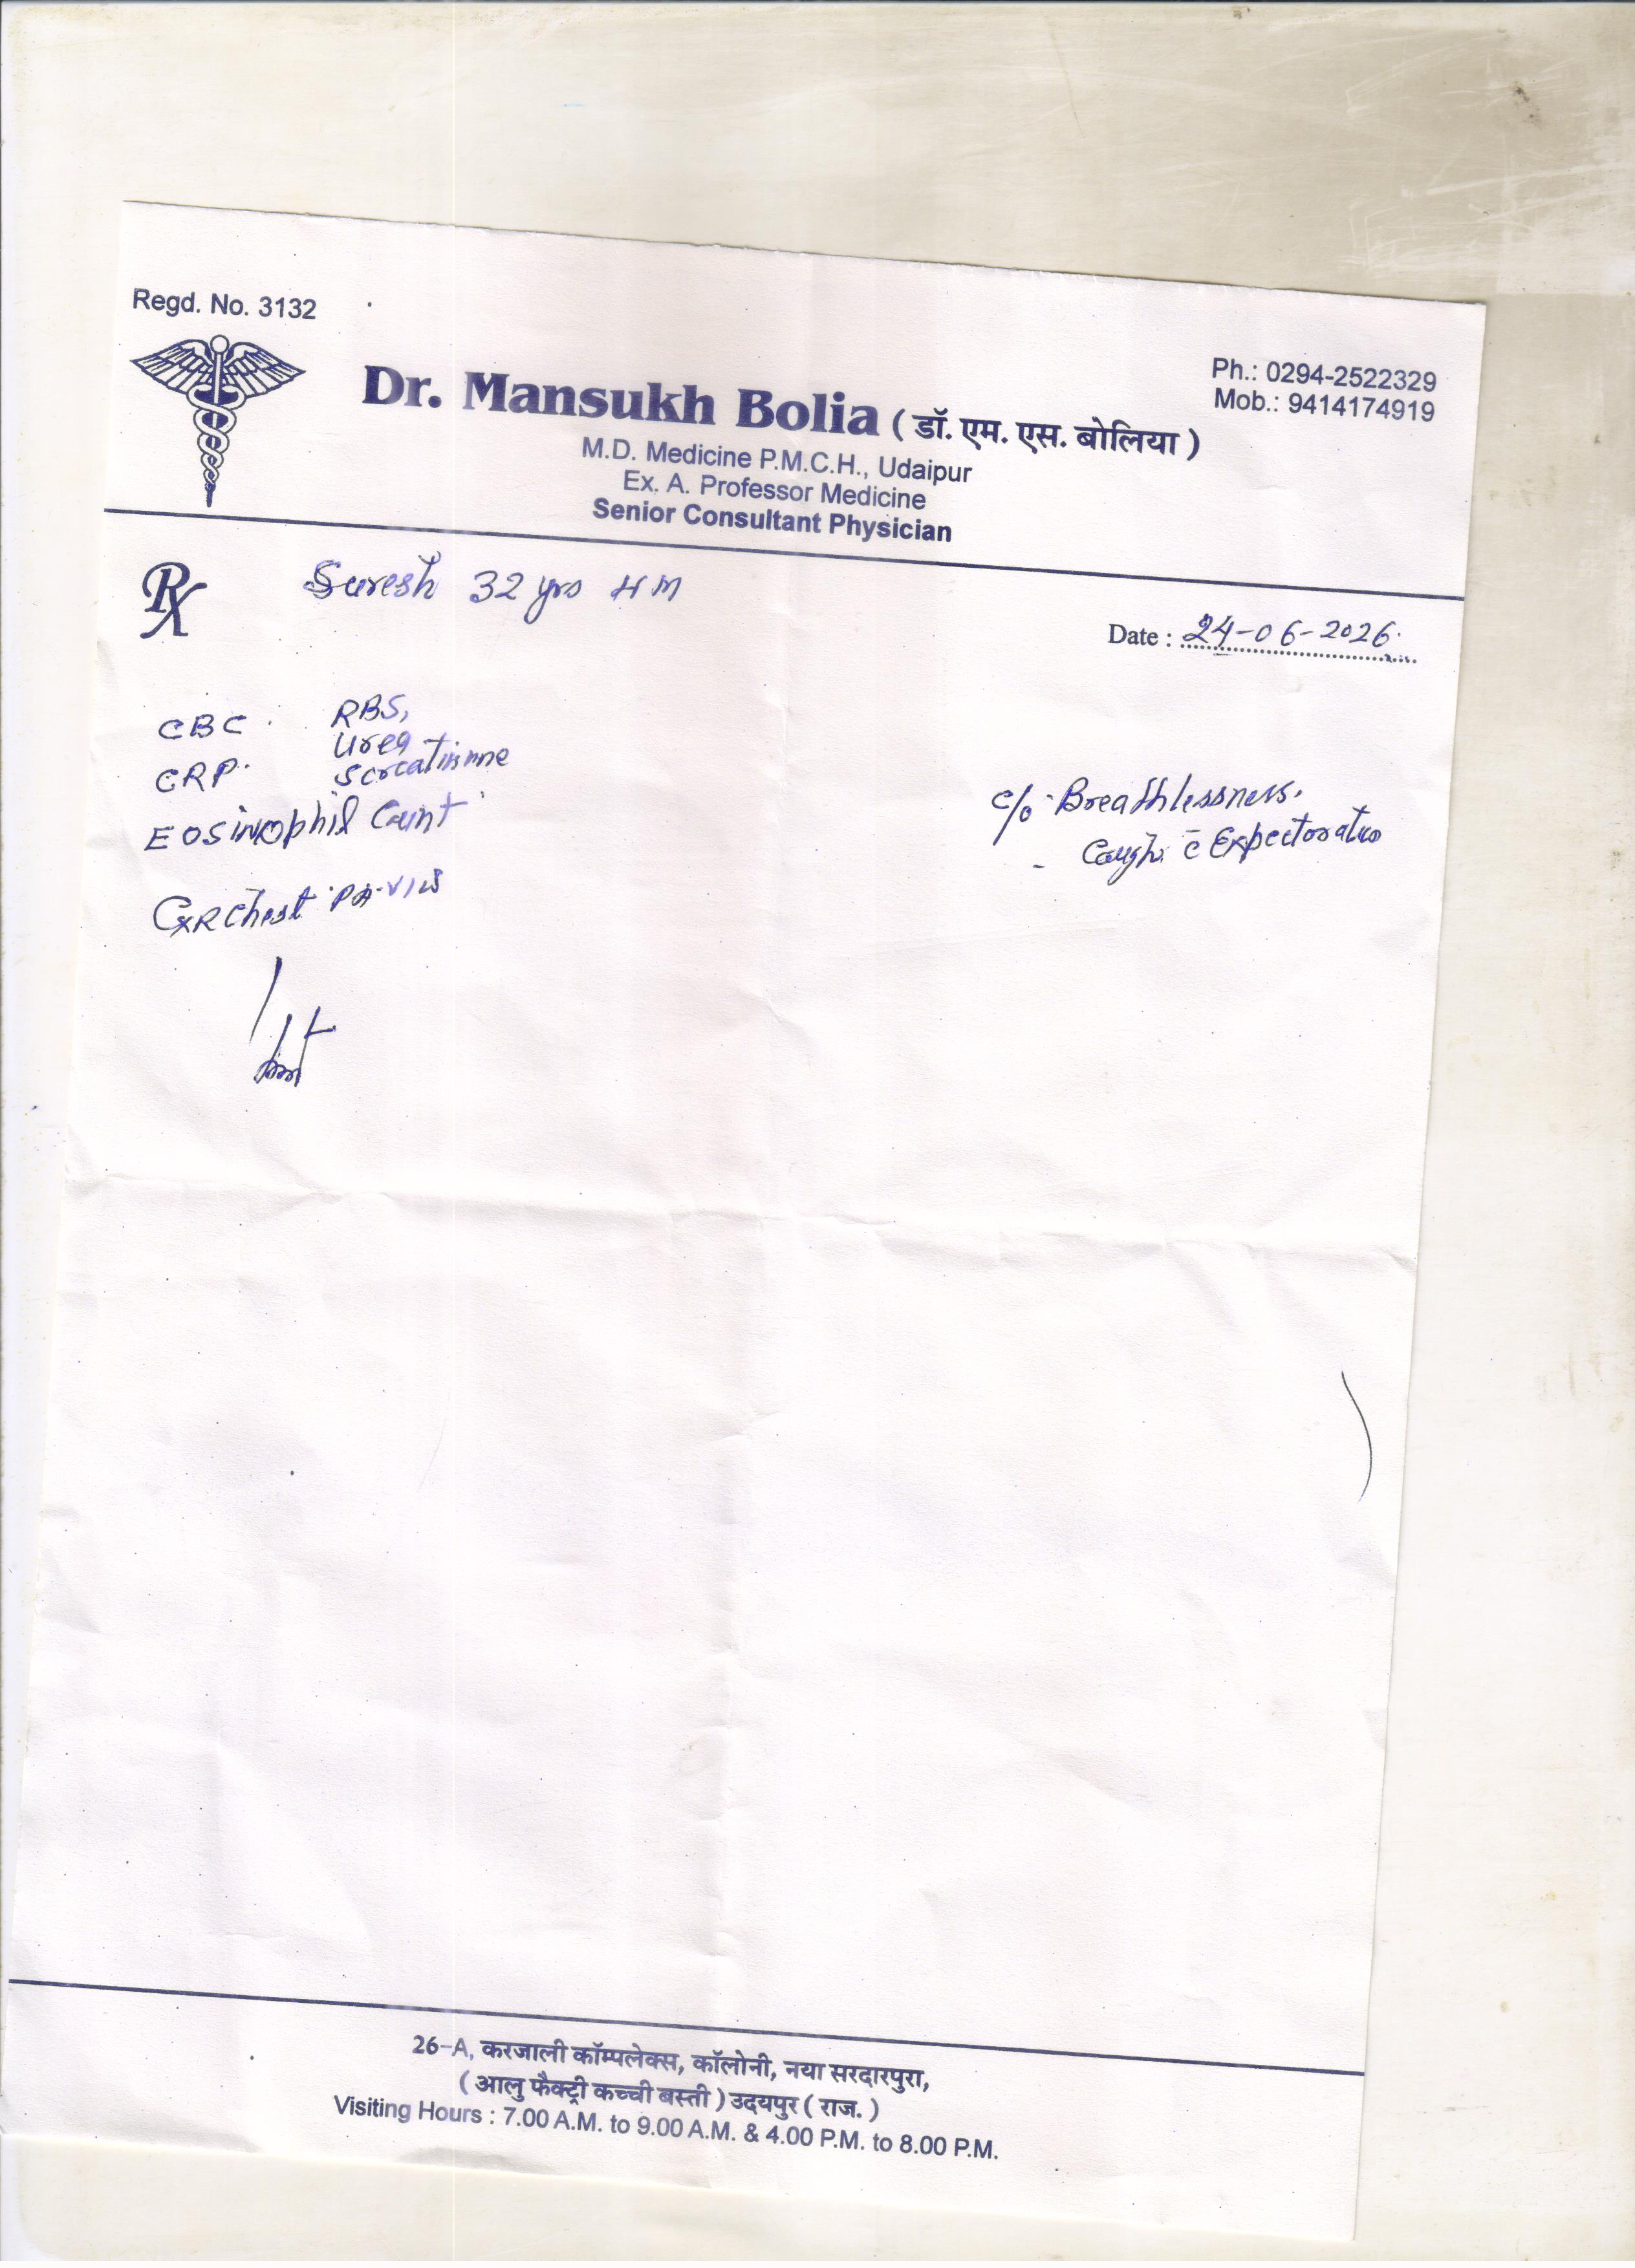 Regd. No. 3132
Ph.: 0294-2522329
Mob.: 9414174919
Dr. Mansukh Bolia ( डॉ. एम. एस. बोलिया )
M.D. Medicine P.M.C.H., Udaipur
Ex. A. Professor Medicine
Senior Consultant Physician
Rx Suresh 32 yrs H M
Date : 24-06-2026.
CBC. RBS,
Urea
CRP. Screatinine
Eosinophil Count
CXR Chest PA-View
c/o - Breathlessness.
- Cough c̄ Expectoration
26-A, करजाली कॉम्पलेक्स, कॉलोनी, नया सरदारपुरा,
( आलु फैक्ट्री कच्ची बस्ती ) उदयपुर ( राज. )
Visiting Hours : 7.00 A.M. to 9.00 A.M. & 4.00 P.M. to 8.00 P.M.